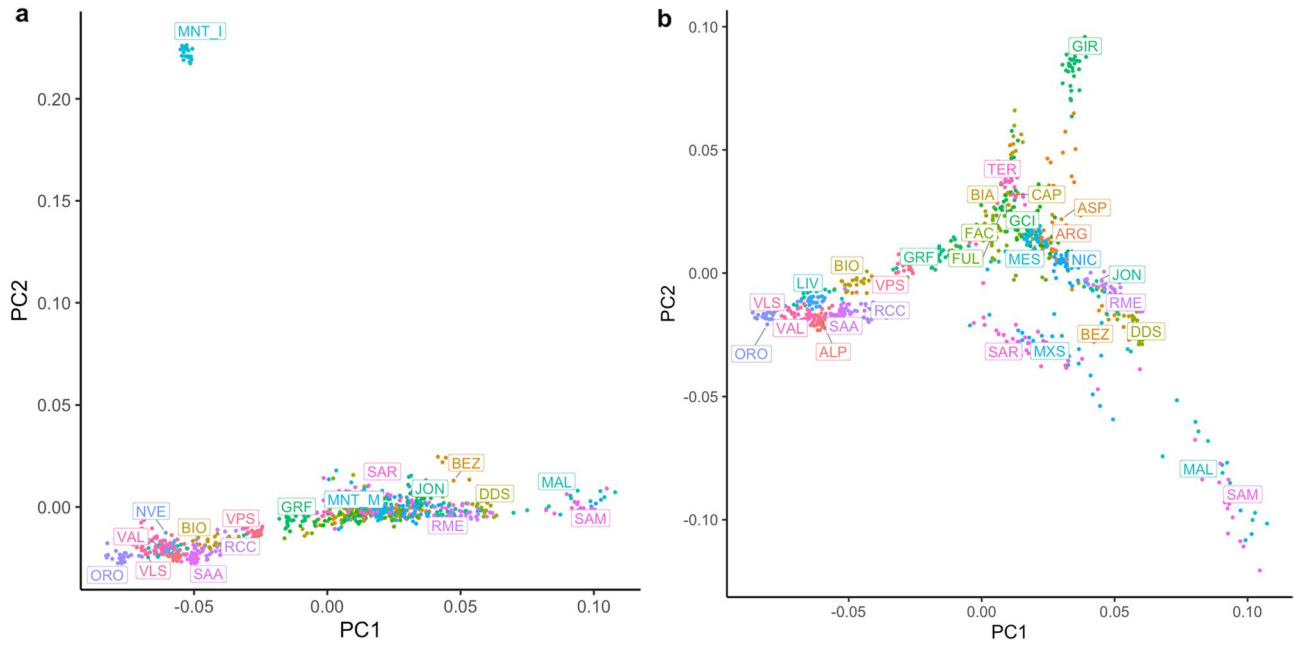 a
MNT_I
0.20
0.15
PC2
0.10
0.05
BEZ
SAR
MAL
JON
DDS
MNT_M
GRF
0.00
NVE
VPS
SAM
RME
BIO
VAL
RCC
VLS
ORO
SAA
-0.05
0.00
0.05
0.10
PC1
b
0.10
GIR
0.05
TER
BIA
CAP
ASP
GCI
FAC
ARG
GRF
FUL
MES
NIC
BIO
0.00
JON
VPS
LIV
PC2
VLS
RME
RCC
VAL
SAA
BEZ
DDS
ORO
ALP
SAR
MXS
-0.05
MAL
SAM
-0.10
-0.05
0.00
0.05
0.10
PC1